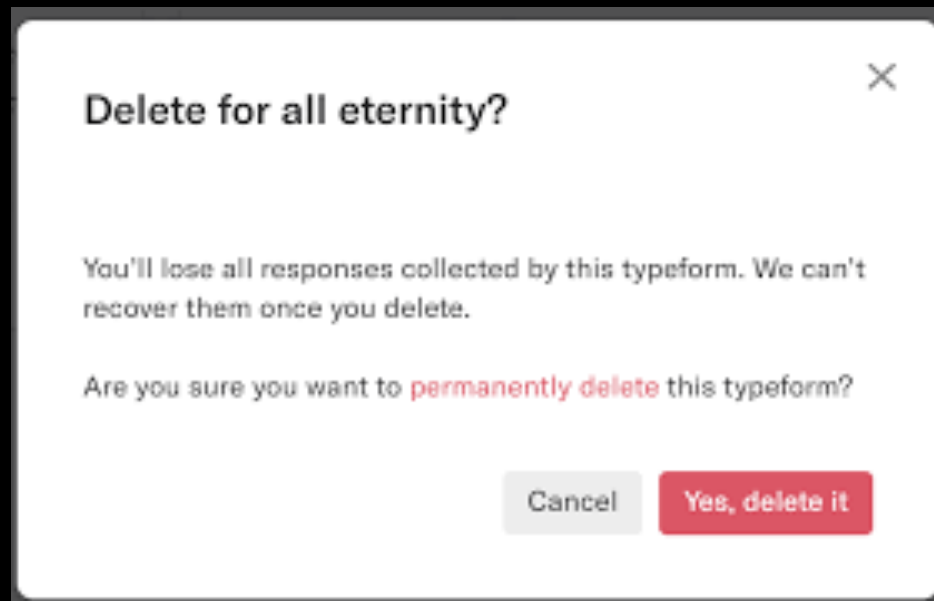 Delete for all eternity?
You'll lose all responses collected by this typeform. We can't
recover them once you delete.
Are you sure you want to permanently delete this typeform?
Cancel
Yes, delete it